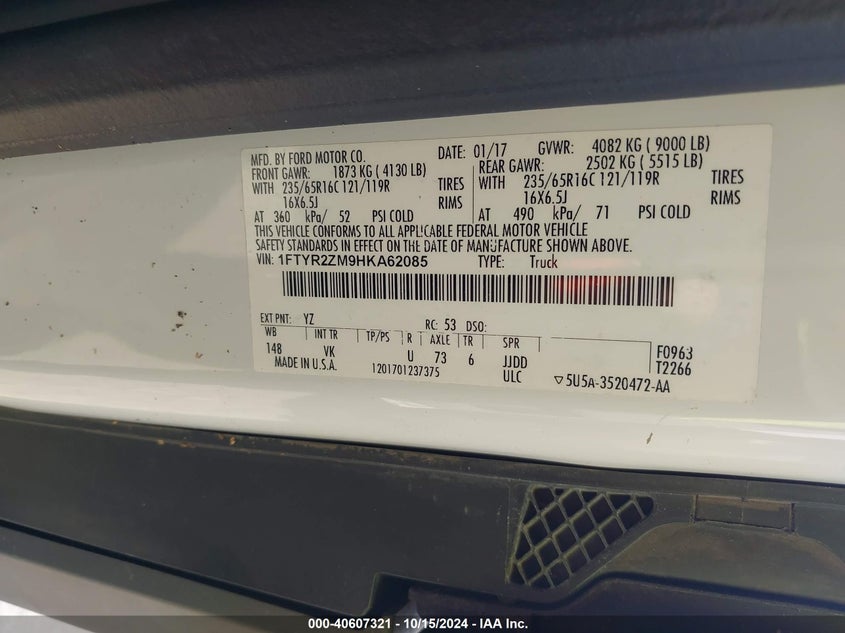 MFD. BY FORD MOTOR CO. DATE: 01/17 GVWR: 4082 KG ( 9000 LB)
FRONT GAWR: 1873 KG ( 4130 LB) REAR GAWR: 2502 KG ( 5515 LB)
WITH 235/65R16C 121/119R TIRES WITH 235/65R16C 121/119R TIRES
16X6.5J RIMS 16X6.5J RIMS
AT 360 kPa/ 52 PSI COLD AT 490 kPa/ 71 PSI COLD
THIS VEHICLE CONFORMS TO ALL APPLICABLE FEDERAL MOTOR VEHICLE
SAFETY STANDARDS IN EFFECT ON THE DATE OF MANUFACTURE SHOWN ABOVE.
VIN: 1FTYR2ZM9HKA62085 TYPE: Truck
EXT PNT: YZ RC: 53 DSO:
WB INT TR TP/PS R AXLE TR SPR F0963
148 VK U 73 6 JJDD T2266
MADE IN U.S.A. 1201701237375 ULC ▽5U5A-3520472-AA
000-40607321 - 10/15/2024 - IAA Inc.